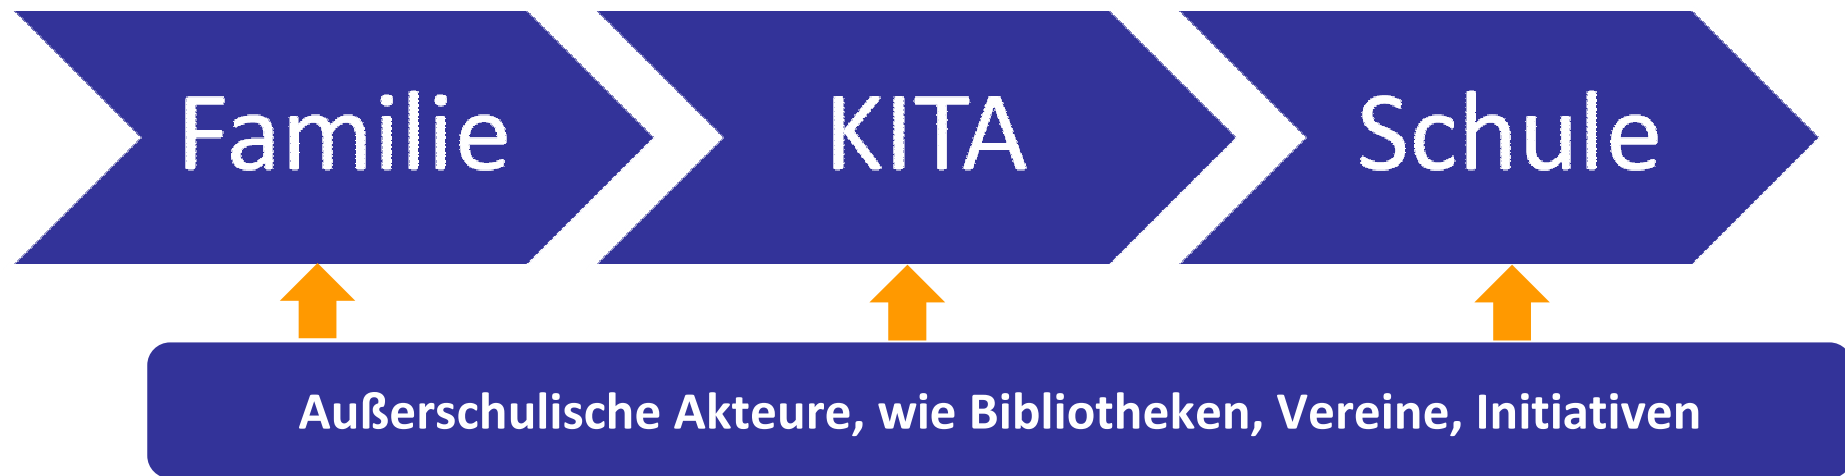 Familie
KITA
Schule
Außerschulische Akteure, wie Bibliotheken, Vereine, Initiativen